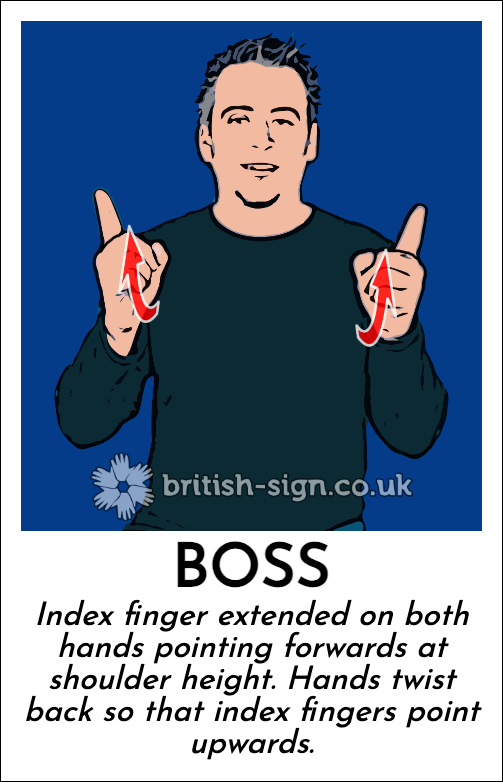 british-sign.co.uk
BOSS
Index finger extended on both
hands pointing forwards at
shoulder height. Hands twist
back so that index fingers point
upwards.